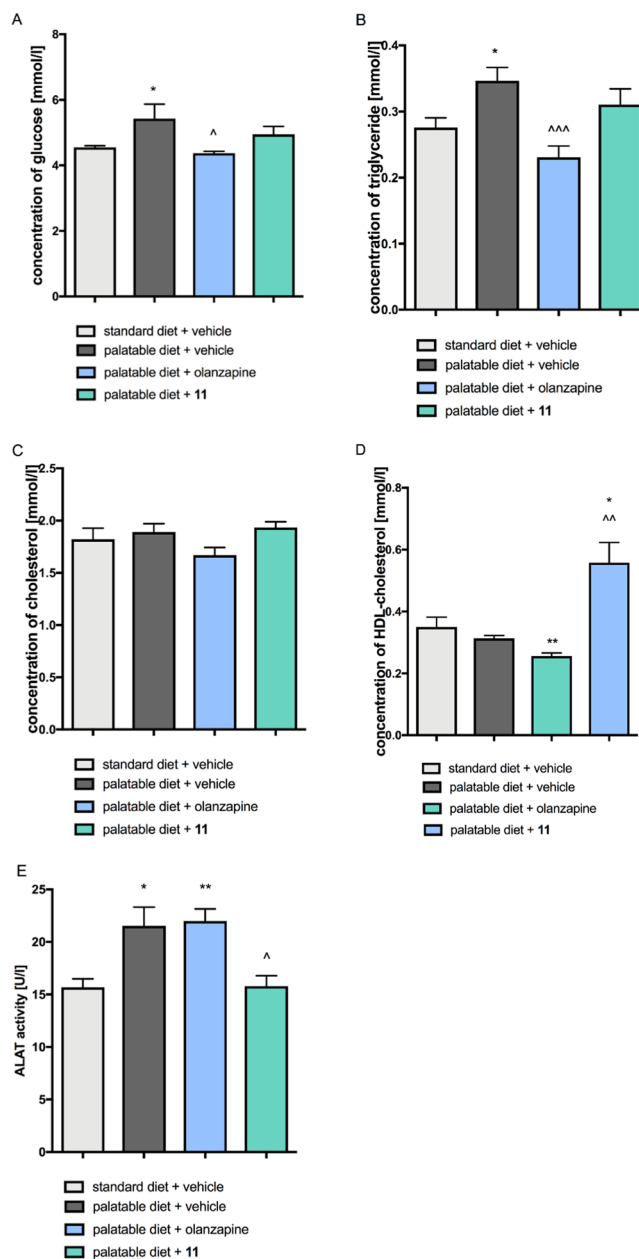 A
concentration of glucose [mmol/l]
8
6
4
2
0
*
^
standard diet + vehicle
palatable diet + vehicle
palatable diet + olanzapine
palatable diet + 11
B
concentration of triglyceride [mmol/l]
0.4
0.3
0.2
0.1
0.0
*
^^^
standard diet + vehicle
palatable diet + vehicle
palatable diet + olanzapine
palatable diet + 11
C
concentration of cholesterol [mmol/l]
2.5
2.0
1.5
1.0
0.5
0.0
standard diet + vehicle
palatable diet + vehicle
palatable diet + olanzapine
palatable diet + 11
D
concentration of HDL-cholesterol [mmol/l]
0.8
0.6
0.4
0.2
0.0
**
*
^^
standard diet + vehicle
palatable diet + vehicle
palatable diet + olanzapine
palatable diet + 11
E
ALAT activity [U/l]
25
20
15
10
5
0
*
**
^
standard diet + vehicle
palatable diet + vehicle
palatable diet + olanzapine
palatable diet + 11